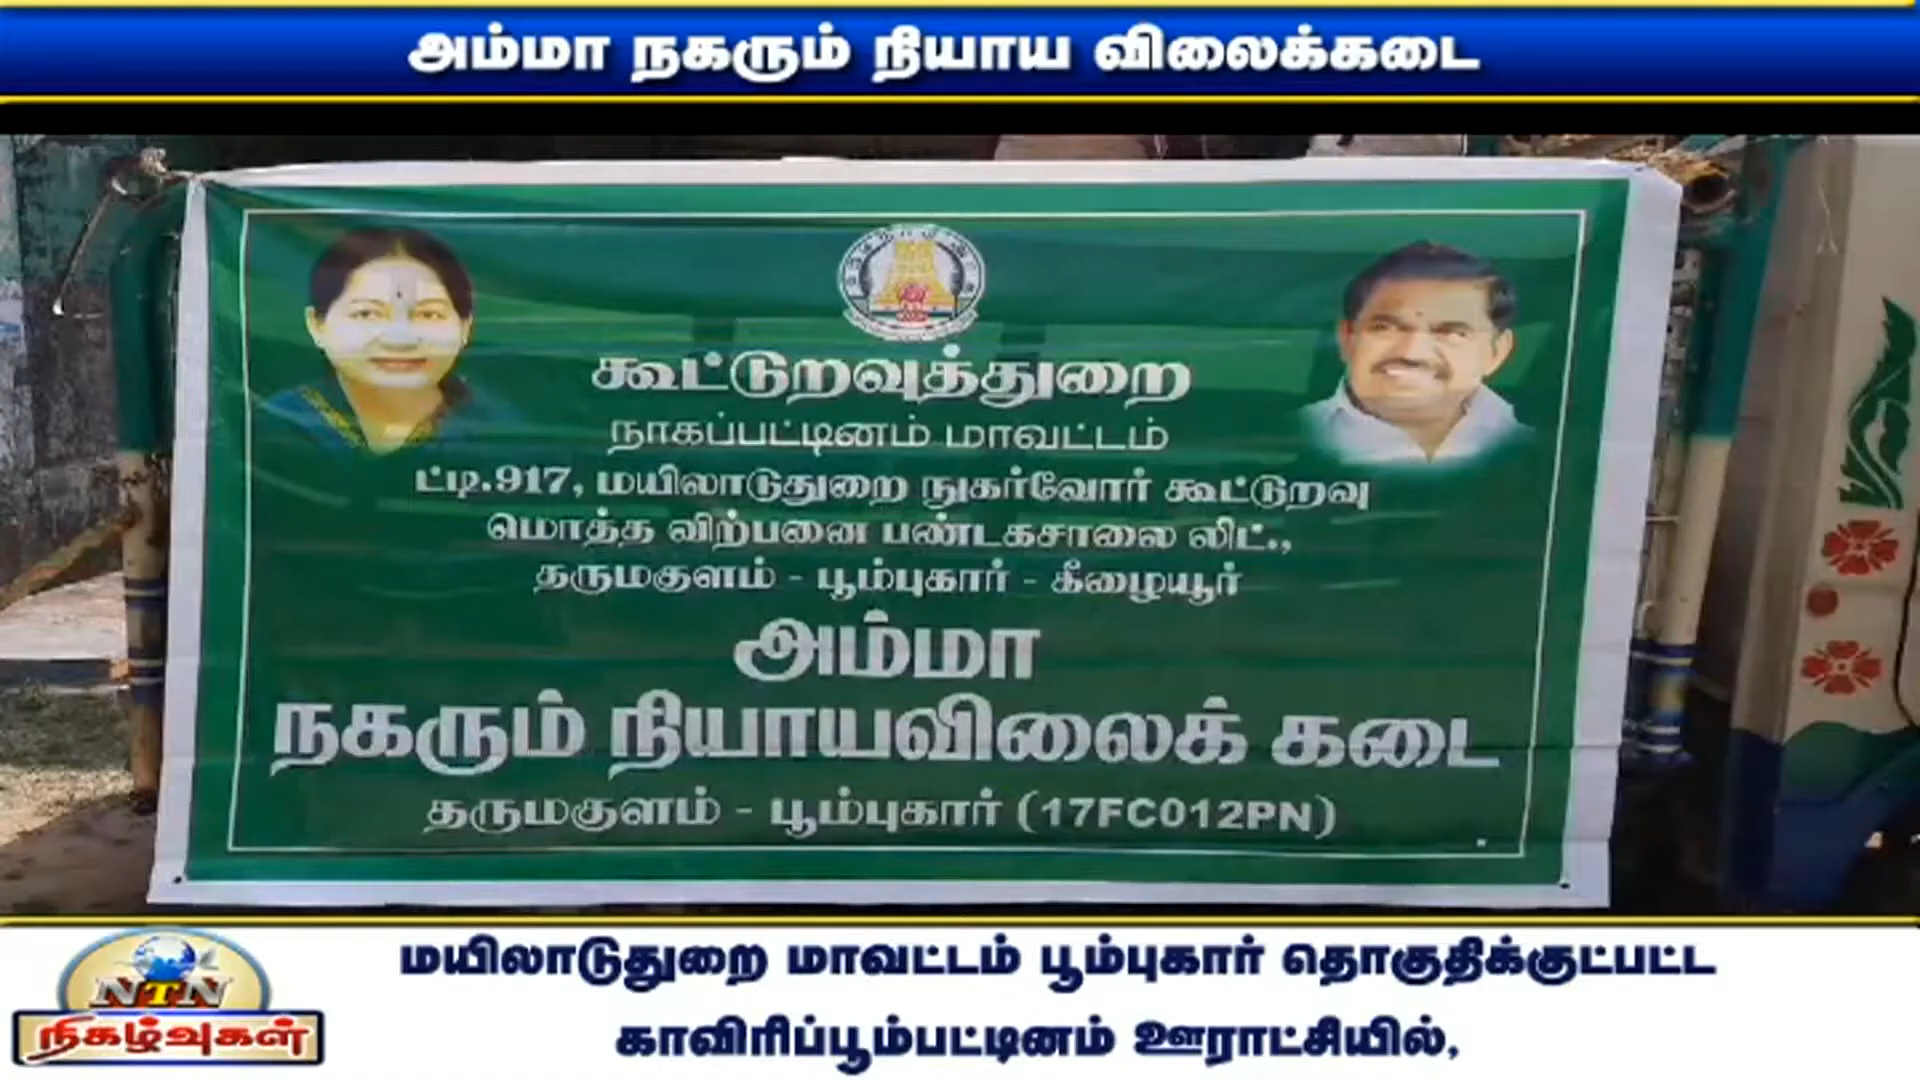 அம்மா நகரும் நியாய விலைக்கடை
கூட்டுறவுத்துறை
நாகப்பட்டினம் மாவட்டம்
ட்டி.917, மயிலாடுதுறை நுகர்வோர் கூட்டுறவு
மொத்த விற்பனை பண்டகசாலை லிட்.,
தருமகுளம் - பூம்புகார் - கீழையூர்
அம்மா
நகரும் நியாயவிலைக் கடை
தருமகுளம் - பூம்புகார் (17FC012PN)
NTN
நிகழ்வுகள்
மயிலாடுதுறை மாவட்டம் பூம்புகார் தொகுதிக்குட்பட்ட
காவிரிப்பூம்பட்டினம் ஊராட்சியில்,